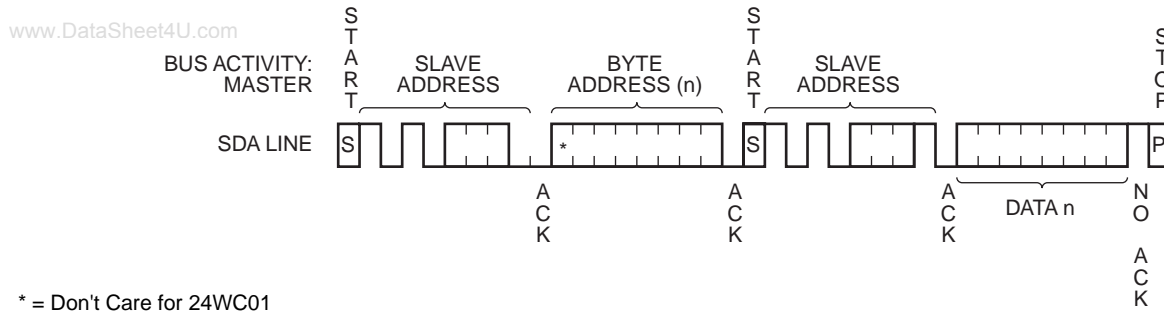 www.DataSheet4U.com
START
START
STOP
BUS ACTIVITY:
MASTER
SLAVE
ADDRESS
BYTE
ADDRESS (n)
SLAVE
ADDRESS
SDA LINE
S
*
S
P
ACK
ACK
ACK
DATA n
NO ACK
* = Don't Care for 24WC01